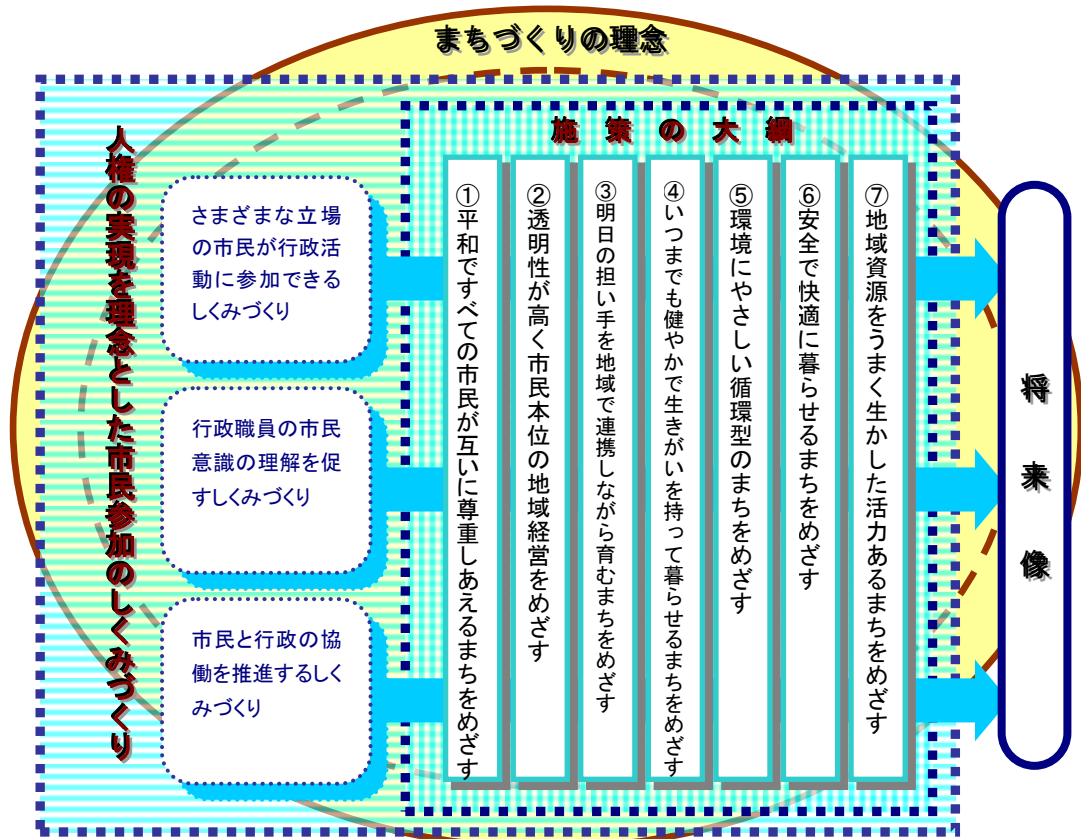 まちづくりの理念
人権の実現を理念とした市民参加のしくみづくり
さまざまな立場
の市民が行政活
動に参加できる
しくみづくり
行政職員の市民
意識の理解を促
すしくみづくり
市民と行政の協
働を推進するしく
みづくり
施策の大綱
①平和ですべての市民が互いに尊重しあえるまちをめざす
②透明性が高く市民本位の地域経営をめざす
③明日の担い手を地域で連携しながら育むまちをめざす
④いつまでも健やかで生きがいを持って暮らせるまちをめざす
⑤環境にやさしい循環型のまちをめざす
⑥安全で快適に暮らせるまちをめざす
⑦地域資源をうまく生かした活力あるまちをめざす
将来像